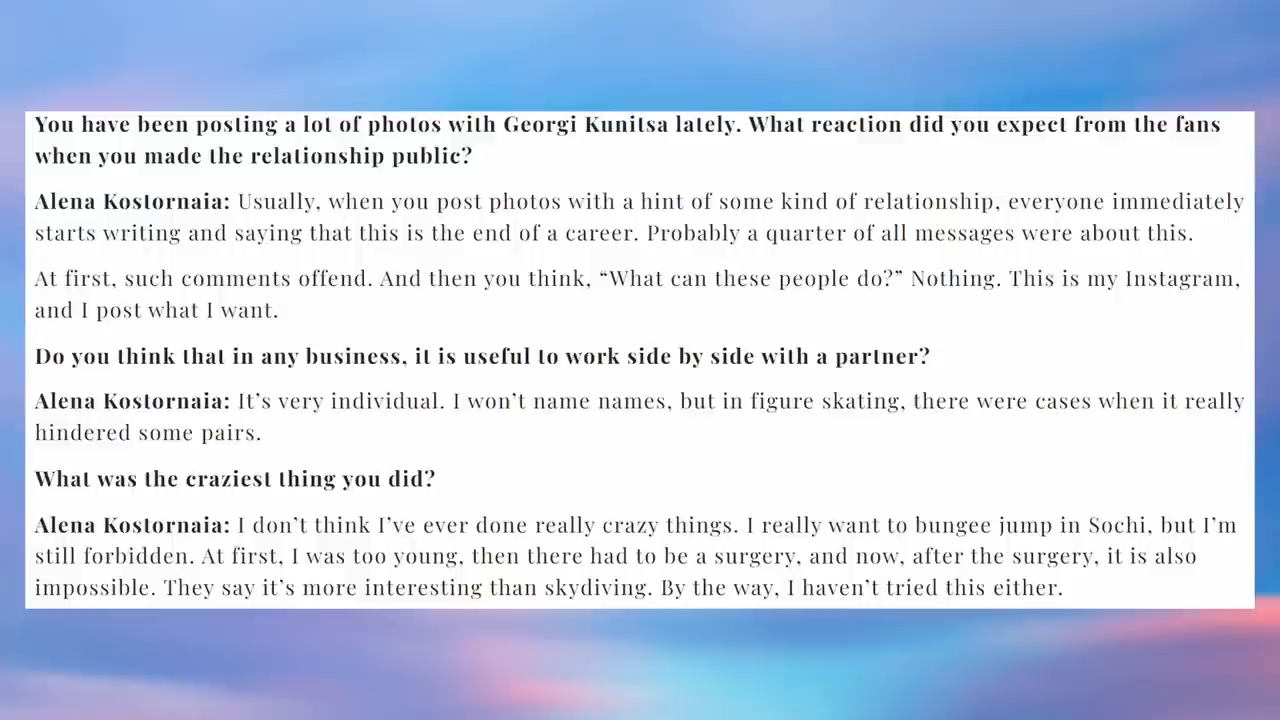 You have been posting a lot of photos with Georgi Kunitsa lately. What reaction did you expect from the fans
when you made the relationship public?
Alena Kostornaia: Usually, when you post photos with a hint of some kind of relationship, everyone immediately
starts writing and saying that this is the end of a career. Probably a quarter of all messages were about this.
At first, such comments offend. And then you think, “What can these people do?” Nothing. This is my Instagram,
and I post what I want.
Do you think that in any business, it is useful to work side by side with a partner?
Alena Kostornaia: It’s very individual. I won’t name names, but in figure skating, there were cases when it really
hindered some pairs.
What was the craziest thing you did?
Alena Kostornaia: I don’t think I’ve ever done really crazy things. I really want to bungee jump in Sochi, but I’m
still forbidden. At first, I was too young, then there had to be a surgery, and now, after the surgery, it is also
impossible. They say it’s more interesting than skydiving. By the way, I haven’t tried this either.